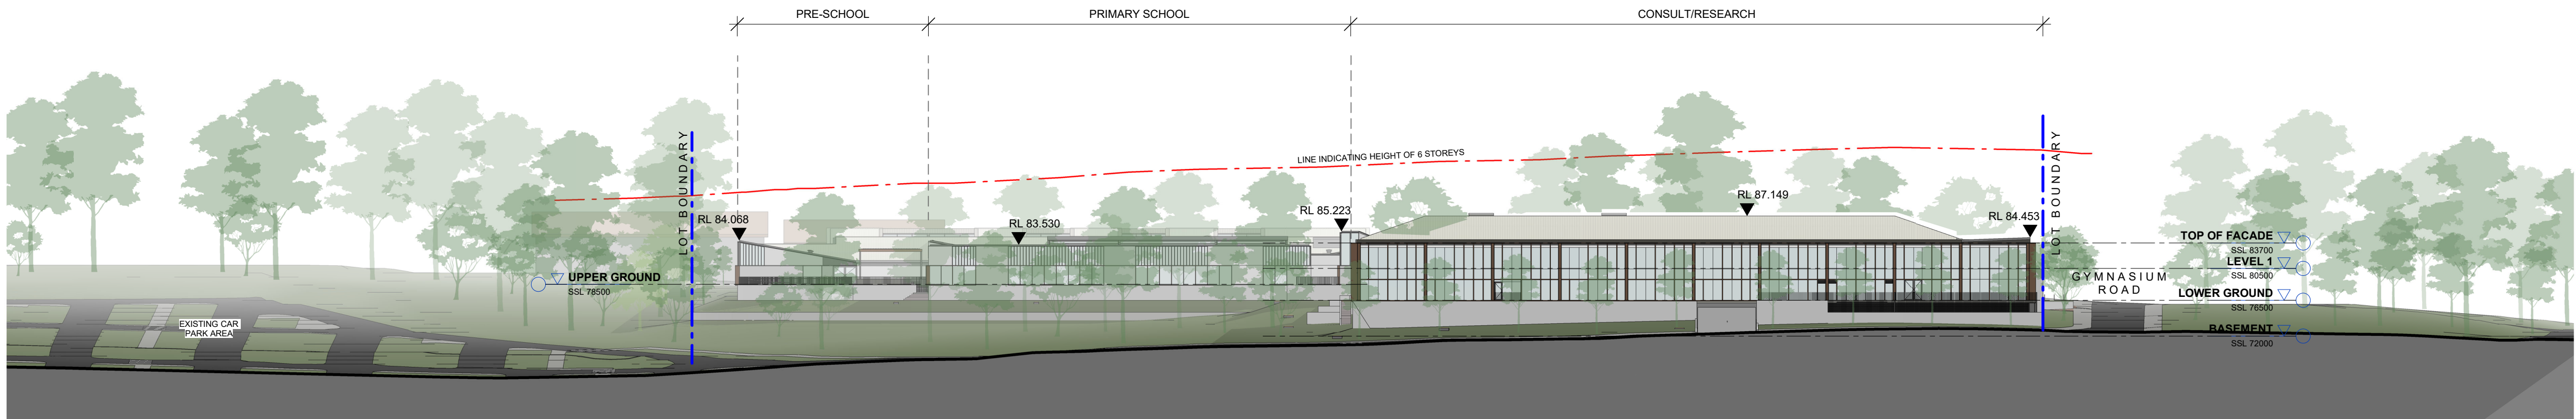 PRE-SCHOOL
PRIMARY SCHOOL
CONSULT/RESEARCH
LINE INDICATING HEIGHT OF 6 STOREYS
LOT BOUNDARY
LOT BOUNDARY
RL 84.068
RL 83.530
RL 85.223
RL 87.149
RL 84.453
TOP OF FACADE
SSL 83700
LEVEL 1
SSL 80500
UPPER GROUND
SSL 78500
GYMNASIUM
ROAD
LOWER GROUND
SSL 76500
EXISTING CAR
PARK AREA
BASEMENT
SSL 72000